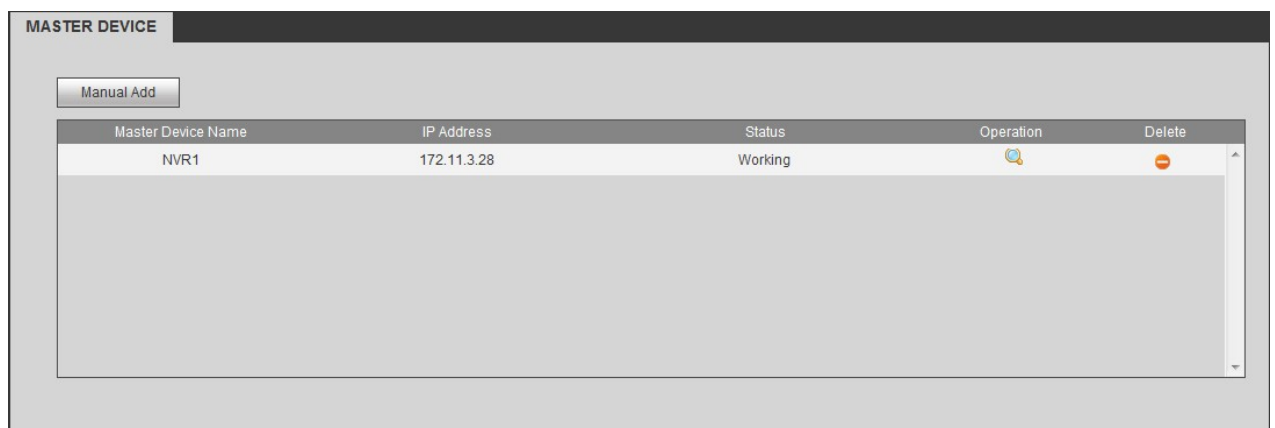 MASTER DEVICE
Manual Add
Master Device Name IP Address Status Operation Delete
NVR1 172.11.3.28 Working